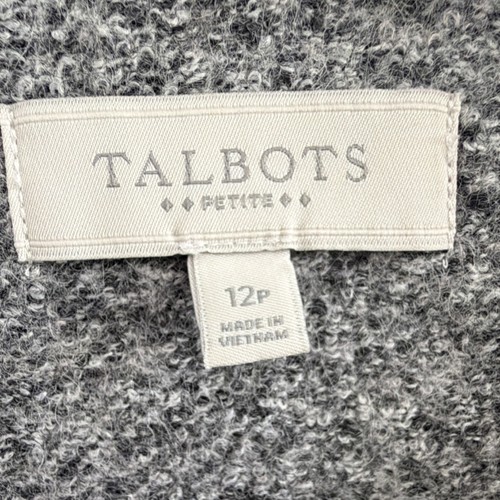 TALBOTS
PETITE
12P
MADE IN
VIETNAM